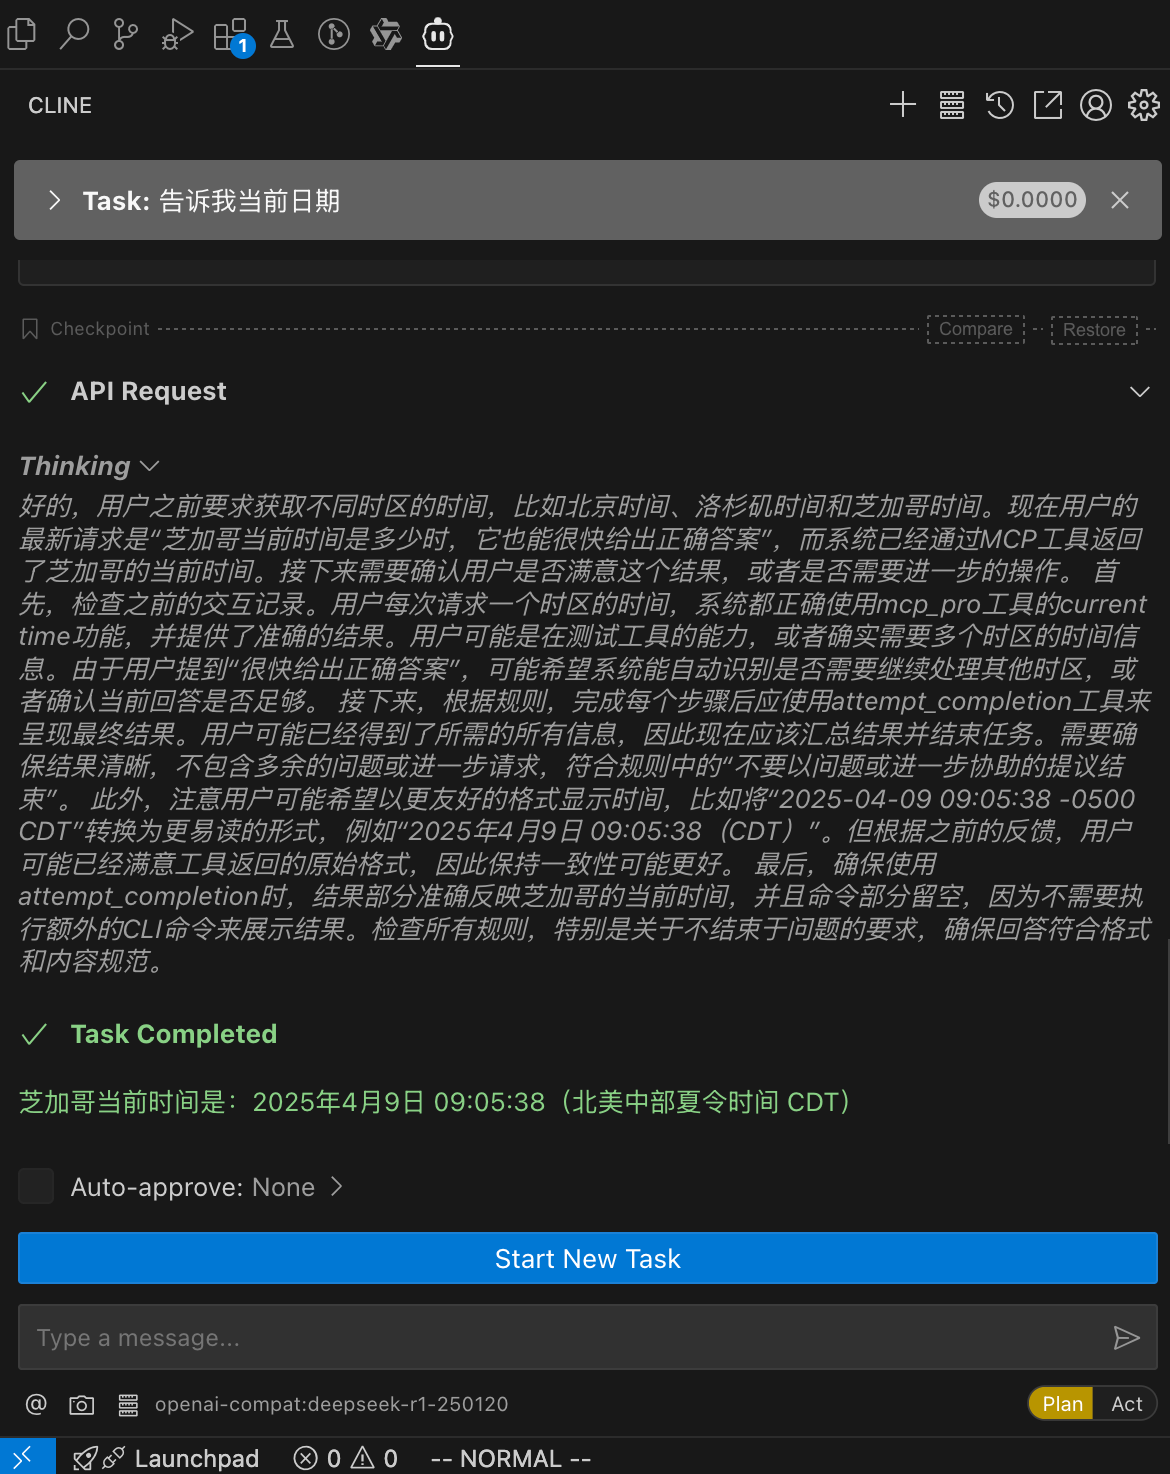 1
CLINE
Task: 告诉我当前日期
$0.0000
Checkpoint
Compare
Restore
API Request
Thinking
好的，用户之前要求获取不同时区的时间，比如北京时间、洛杉矶时间和芝加哥时间。现在用户的
最新请求是“芝加哥当前时间是多少时，它也能很快给出正确答案”，而系统已经通过MCP工具返回
了芝加哥的当前时间。接下来需要确认用户是否满意这个结果，或者是否需要进一步的操作。 首
先，检查之前的交互记录。用户每次请求一个时区的时间，系统都正确使用mcp_pro工具的current
time功能，并提供了准确的结果。用户可能是在测试工具的能力，或者确实需要多个时区的时间信
息。由于用户提到“很快给出正确答案”，可能希望系统能自动识别是否需要继续处理其他时区，或
者确认当前回答是否足够。 接下来，根据规则，完成每个步骤后应使用attempt_completion工具来
呈现最终结果。用户可能已经得到了所需的所有信息，因此现在应该汇总结果并结束任务。需要确
保结果清晰，不包含多余的问题或进一步请求，符合规则中的“不要以问题或进一步协助的提议结
束”。 此外，注意用户可能希望以更友好的格式显示时间，比如将“2025-04-09 09:05:38 -0500
CDT”转换为更易读的形式，例如“2025年4月9日 09:05:38（CDT）”。但根据之前的反馈，用户
可能已经满意工具返回的原始格式，因此保持一致性可能更好。 最后，确保使用
attempt_completion时，结果部分准确反映芝加哥的当前时间，并且命令部分留空，因为不需要执
行额外的CLI命令来展示结果。检查所有规则，特别是关于不结束于问题的要求，确保回答符合格式
和内容规范。
Task Completed
芝加哥当前时间是：2025年4月9日 09:05:38（北美中部夏令时间 CDT）
Auto-approve: None
Start New Task
Type a message...
@ openai-compat:deepseek-r1-250120
Plan Act
Launchpad 0 0 -- NORMAL --